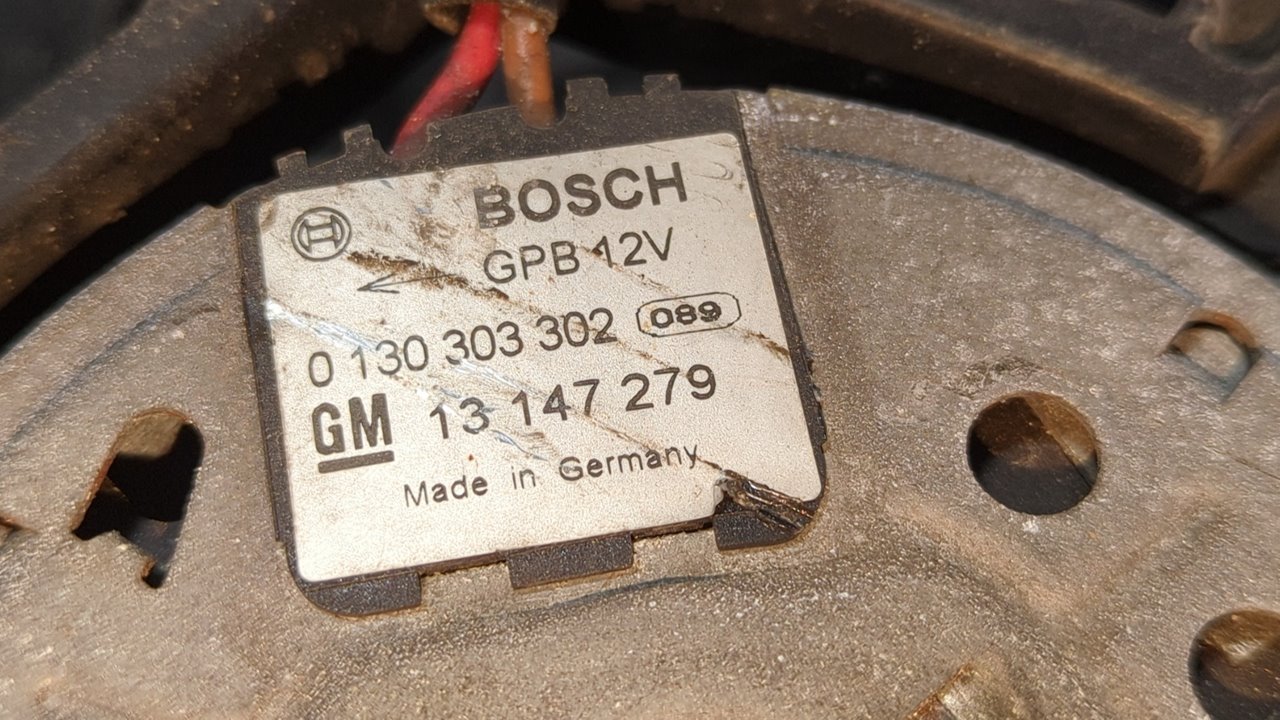 BOSCH
GPB 12V
0 130 303 302 089
GM 13 147 279
Made in Germany